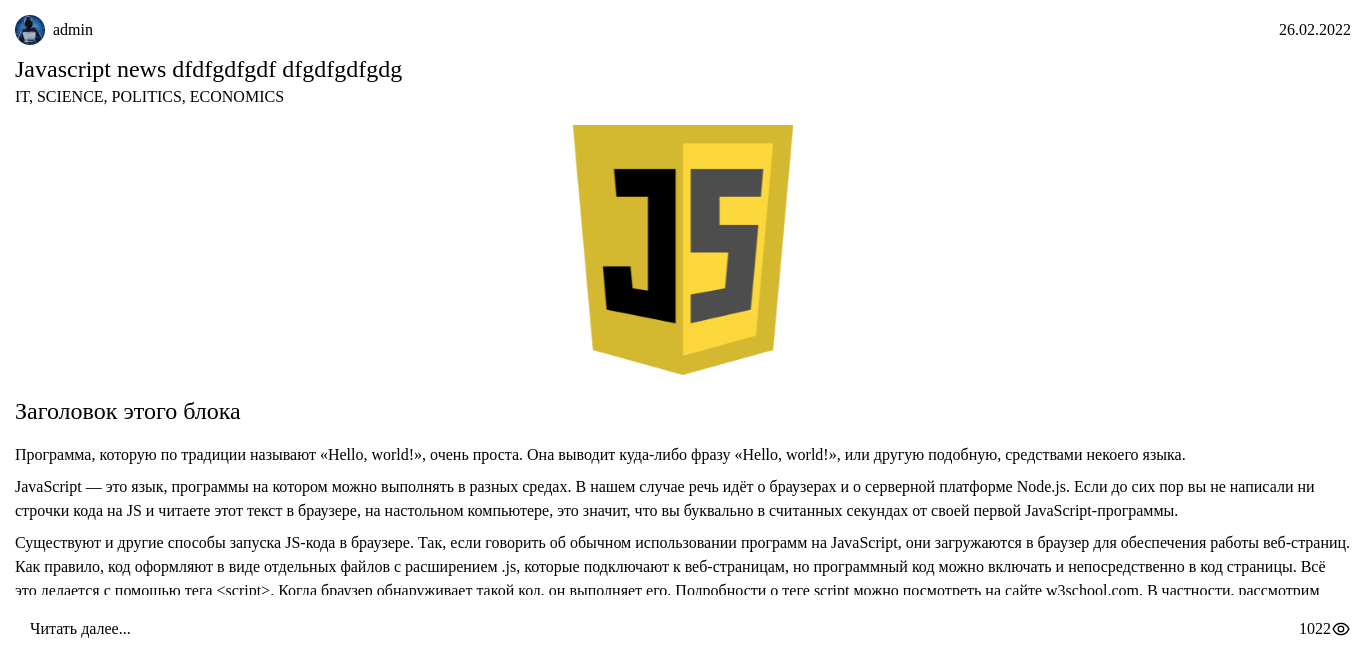 admin
26.02.2022
Javascript news dfdfgdfgdf dfgdfgdfgdg
IT, SCIENCE, POLITICS, ECONOMICS
JS
Заголовок этого блока
Программа, которую по традиции называют «Hello, world!», очень проста. Она выводит куда-либо фразу «Hello, world!», или другую подобную, средствами некоего языка.
JavaScript — это язык, программы на котором можно выполнять в разных средах. В нашем случае речь идёт о браузерах и о серверной платформе Node.js. Если до сих пор вы не написали ни
строчки кода на JS и читаете этот текст в браузере, на настольном компьютере, это значит, что вы буквально в считанных секундах от своей первой JavaScript-программы.
Существуют и другие способы запуска JS-кода в браузере. Так, если говорить об обычном использовании программ на JavaScript, они загружаются в браузер для обеспечения работы веб-страниц.
Как правило, код оформляют в виде отдельных файлов с расширением .js, которые подключают к веб-страницам, но программный код можно включать и непосредственно в код страницы. Всё
это делается с помощью тега <script>. Когда браузер обнаруживает такой код, он выполняет его. Подробности о теге script можно посмотреть на сайте w3school.com. В частности, рассмотрим
Читать далее...
1022